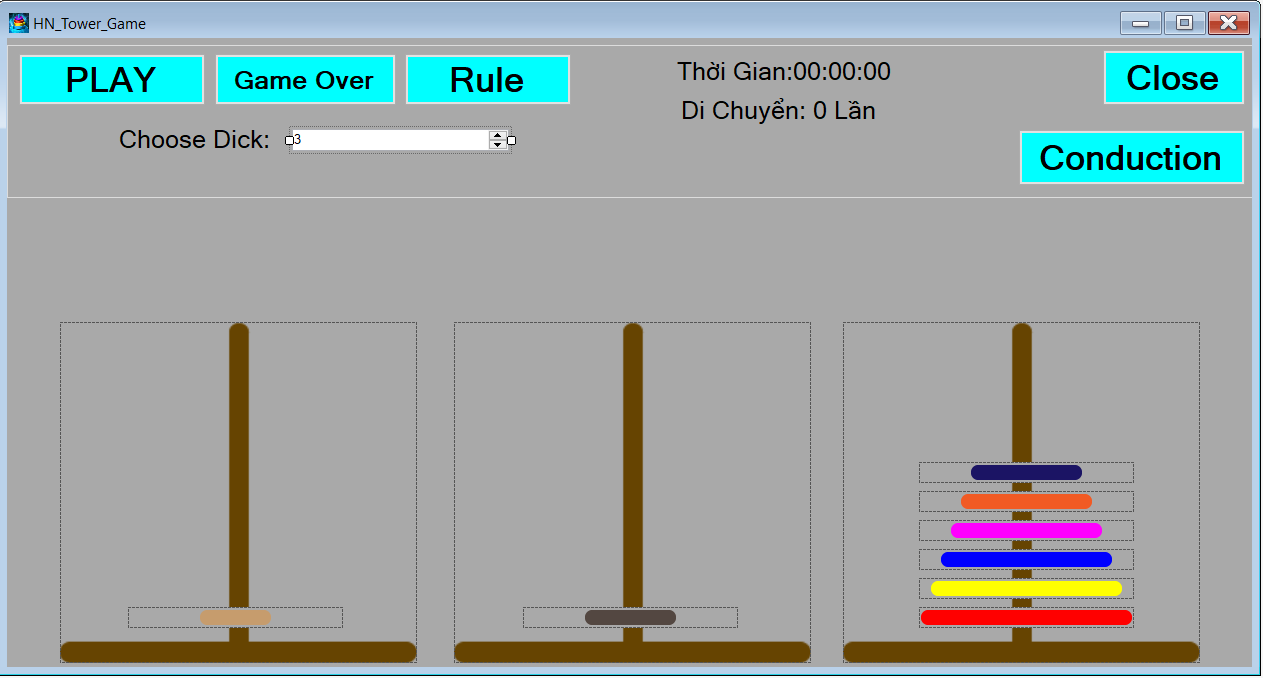 HN_Tower_Game
PLAY
Game Over
Rule
Thời Gian:00:00:00
Close
Di Chuyển: 0 Lần
Choose Dick:
3
Conduction